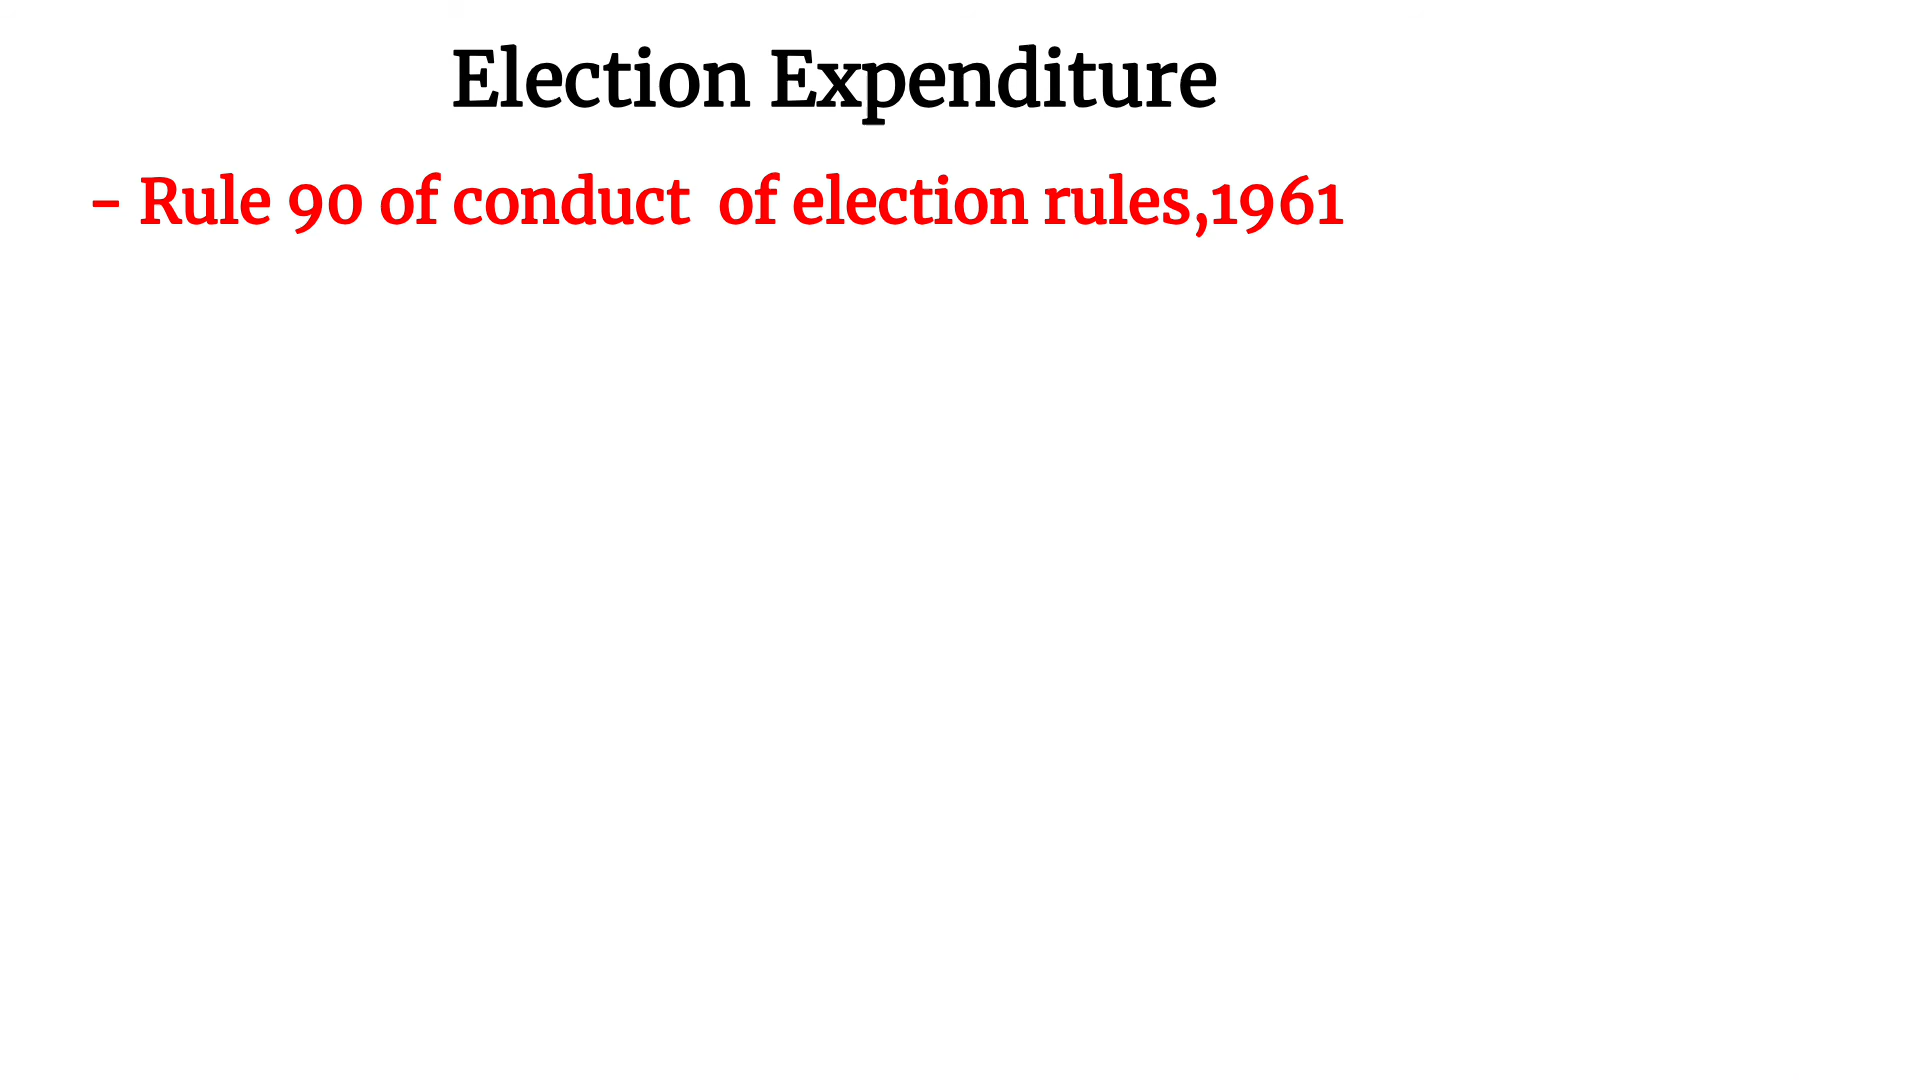 Election Expenditure
- Rule 90 of conduct  of election rules,1961